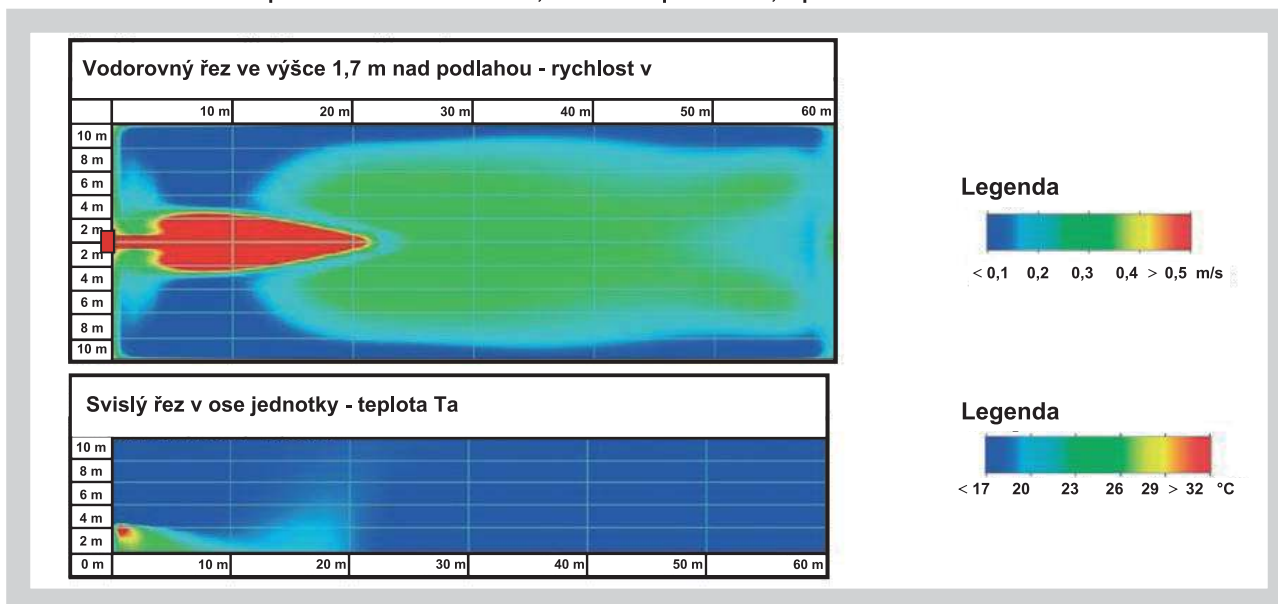 Vodorovný řez ve výšce 1,7 m nad podlahou - rychlost v
10 m 20 m 30 m 40 m 50 m 60 m
10 m
8 m
6 m
4 m
2 m
2 m
4 m
6 m
8 m
10 m
Legenda
< 0,1 0,2 0,3 0,4 > 0,5 m/s
Svislý řez v ose jednotky - teplota Ta
10 m
8 m
6 m
4 m
2 m
0 m 10 m 20 m 30 m 40 m 50 m 60 m
Legenda
< 17 20 23 26 29 > 32 °C